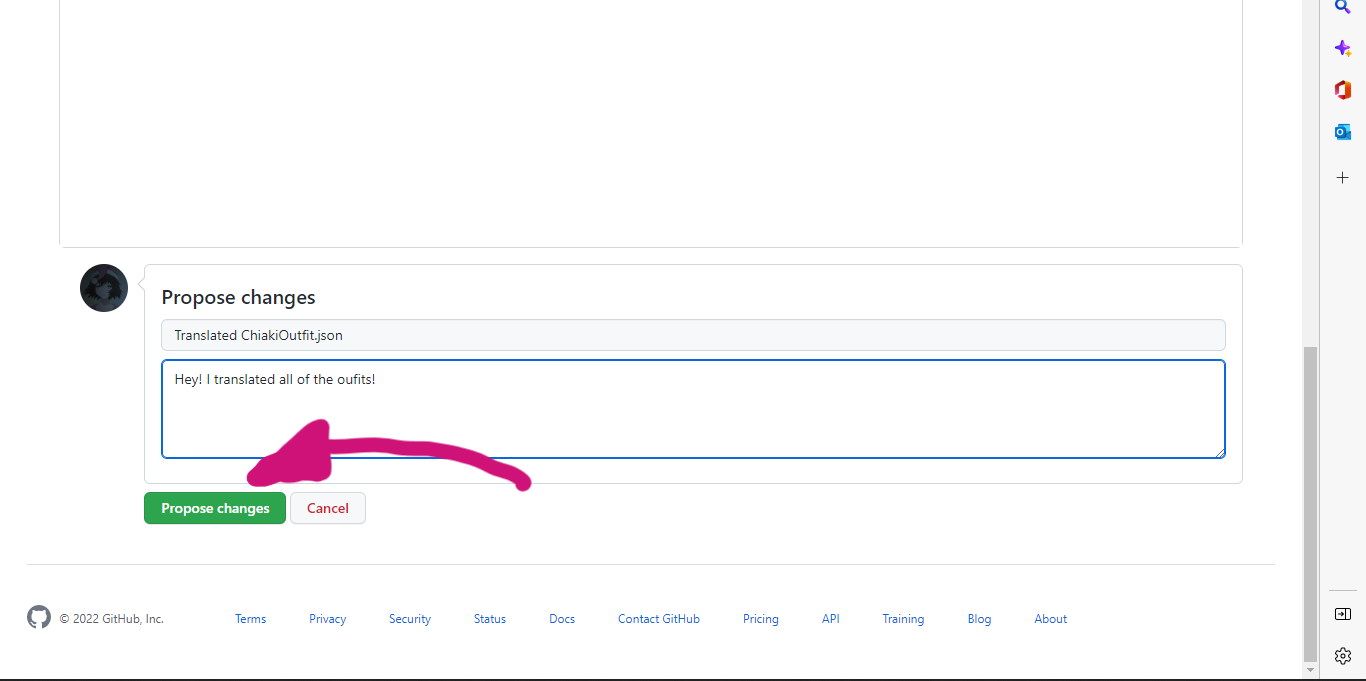 Propose changes
Translated ChiakiOutfit.json
Hey! I translated all of the oufits!
Propose changes Cancel
© 2022 GitHub, Inc. Terms Privacy Security Status Docs Contact GitHub Pricing API Training Blog About